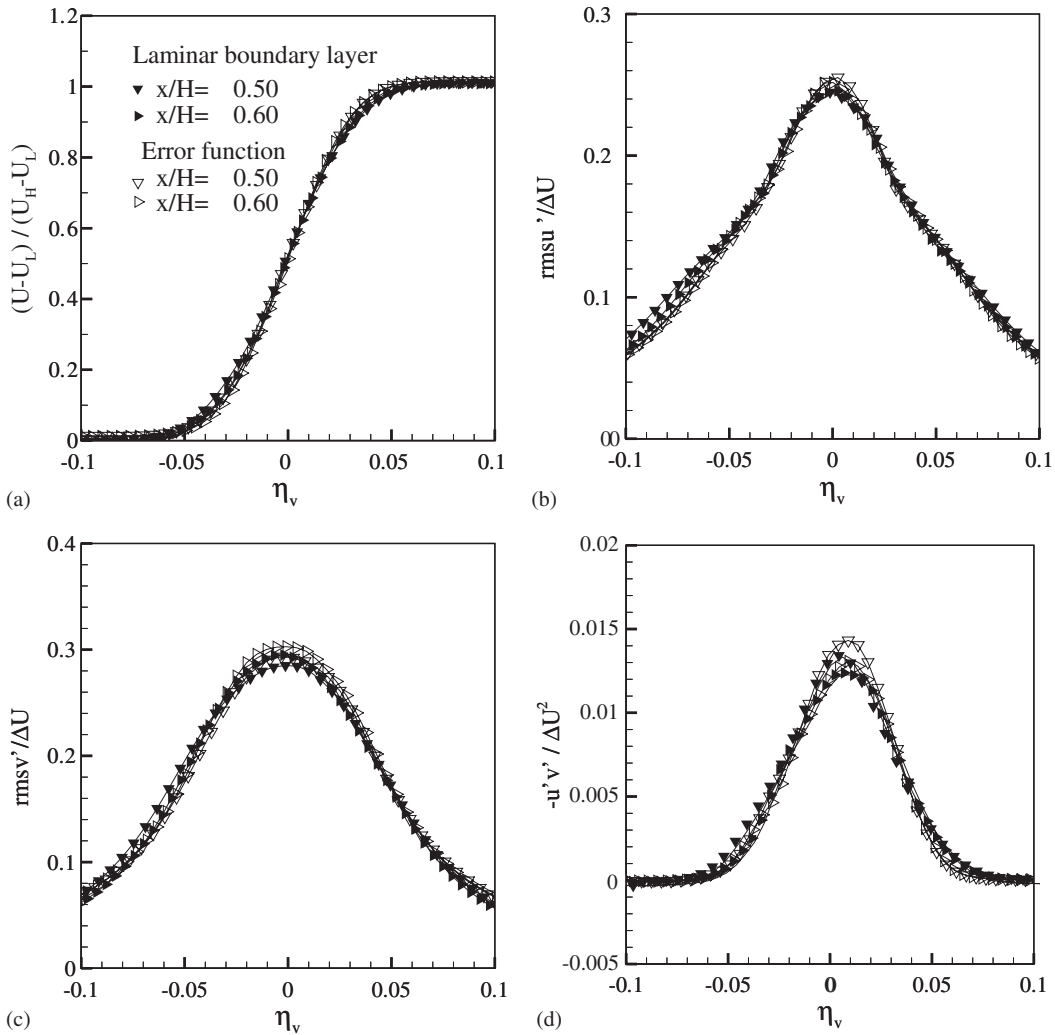 1.2
1
0.8
0.6
0.4
0.2
0
(U-U_L) / (U_H-U_L)
Laminar boundary layer
▼ x/H= 0.50
► x/H= 0.60
Error function
▽ x/H= 0.50
▷ x/H= 0.60
-0.1 -0.05 0 0.05 0.1
η_v
(a)
0.3
0.2
0.1
00
rmsu'/ΔU
-0.1 -0.05 0 0.05 0.1
η_v
(b)
0.4
0.3
0.2
0.1
0
rmsv'/ΔU
-0.1 -0.05 0 0.05 0.1
η_v
(c)
0.02
0.015
0.01
0.005
0
-0.005
-u'v' / ΔU²
-0.1 -0.05 0 0.05 0.1
η_v
(d)